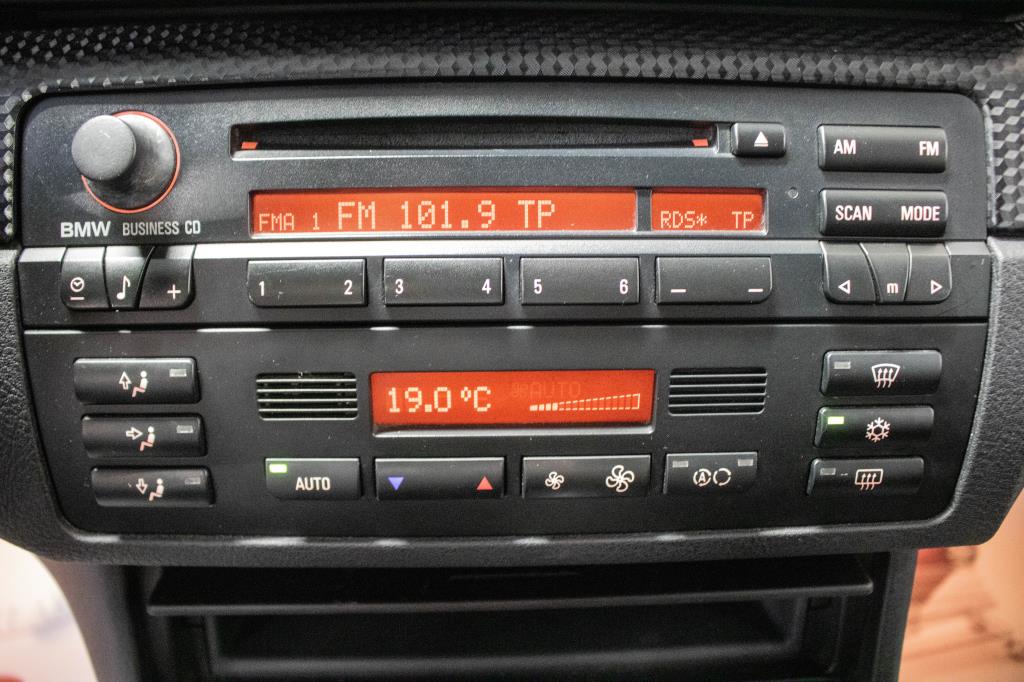 AM FM
FMA 1 FM 101.9 TP RDS* TP
SCAN MODE
BMW BUSINESS CD
1 2 3 4 5 6 m
19.0 °C AUTO
AUTO A